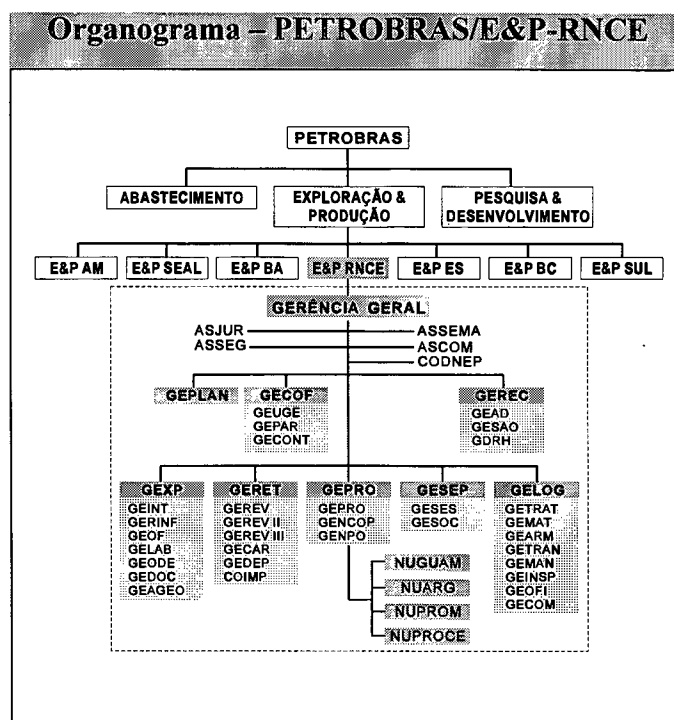 Organograma – PETROBRAS/E&P-RNCE
PETROBRAS
ABASTECIMENTO
EXPLORAÇÃO &
PRODUÇÃO
PESQUISA &
DESENVOLVIMENTO
E&P AM
E&P SEAL
E&P BA
E&P RNCE
E&P ES
E&P BC
E&P SUL
GERÊNCIA GERAL
ASJUR
ASSEMA
ASSEG
ASCOM
CODNEP
GEPLAN
GECOF
GEUGE
GEPAR
GECONT
GEREC
GEAD
GESAO
GDRH
GEXP
GEINT
GERINF
GEOF
GELAB
GEODE
GEDOC
GEAGEO
GERET
GEREV
GEREV II
GEREV III
GECAR
GEDEP
COIMP
GEPRO
GEPRO
GENCOP
GENPO
GESEP
GESES
GESOC
GELOG
GETRAT
GEMAT
GEARM
GETRAN
GEMAN
GEINSP
GEOFI
GECOM
NUGUAM
NUARG
NUPROM
NUPROCE